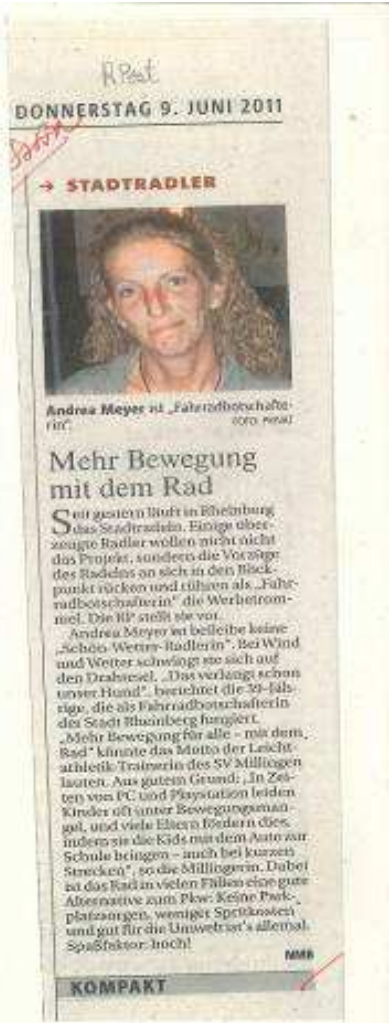 RPost
DONNERSTAG 9. JUNI 2011
→ STADTRADLER
Andrea Meyer ist „Fahrradbotschafte-
rin“.
FOTO: PRIVAT
Mehr Bewegung
mit dem Rad
Seit gestern läuft in Rheinburg
das Stadtradeln. Einige über-
zeugte Radler wollen nicht nicht
das Projekt, sondern die Vorzüge
des Radelns an sich in den Blick-
punkt rücken und rühren als „Fahr-
radbotschafterin“ die Werbetrom-
mel. Die RP stellt sie vor.
Andrea Meyer ist beileibe keine
„Schön-Wetter-Radlerin“. Bei Wind
und Wetter schwingt sie sich auf
den Drahtesel. „Das verlangt schon
unser Hund“, berichtet die 39-Jäh-
rige, die als Fahrradbotschafterin
der Stadt Rheinberg fungiert.
„Mehr Bewegung für alle – mit dem
Rad“ könnte das Motto der Leicht-
athletik-Trainerin des SV Millingen
lauten. Aus gutem Grund: „In Zei-
ten von PC und Playstation leiden
Kinder oft unter Bewegungsman-
gel, und viele Eltern fördern dies,
indem sie die Kids mit dem Auto zur
Schule bringen – auch bei kurzen
Strecken“, so die Millingerin. Dabei
ist das Rad in vielen Fällen eine gute
Alternative zum Pkw: Keine Park-
platzsorgen, weniger Spritkosten
und gut für die Umwelt ist's allemal.
Spaßfaktor: hoch!
NMB
KOMPAKT